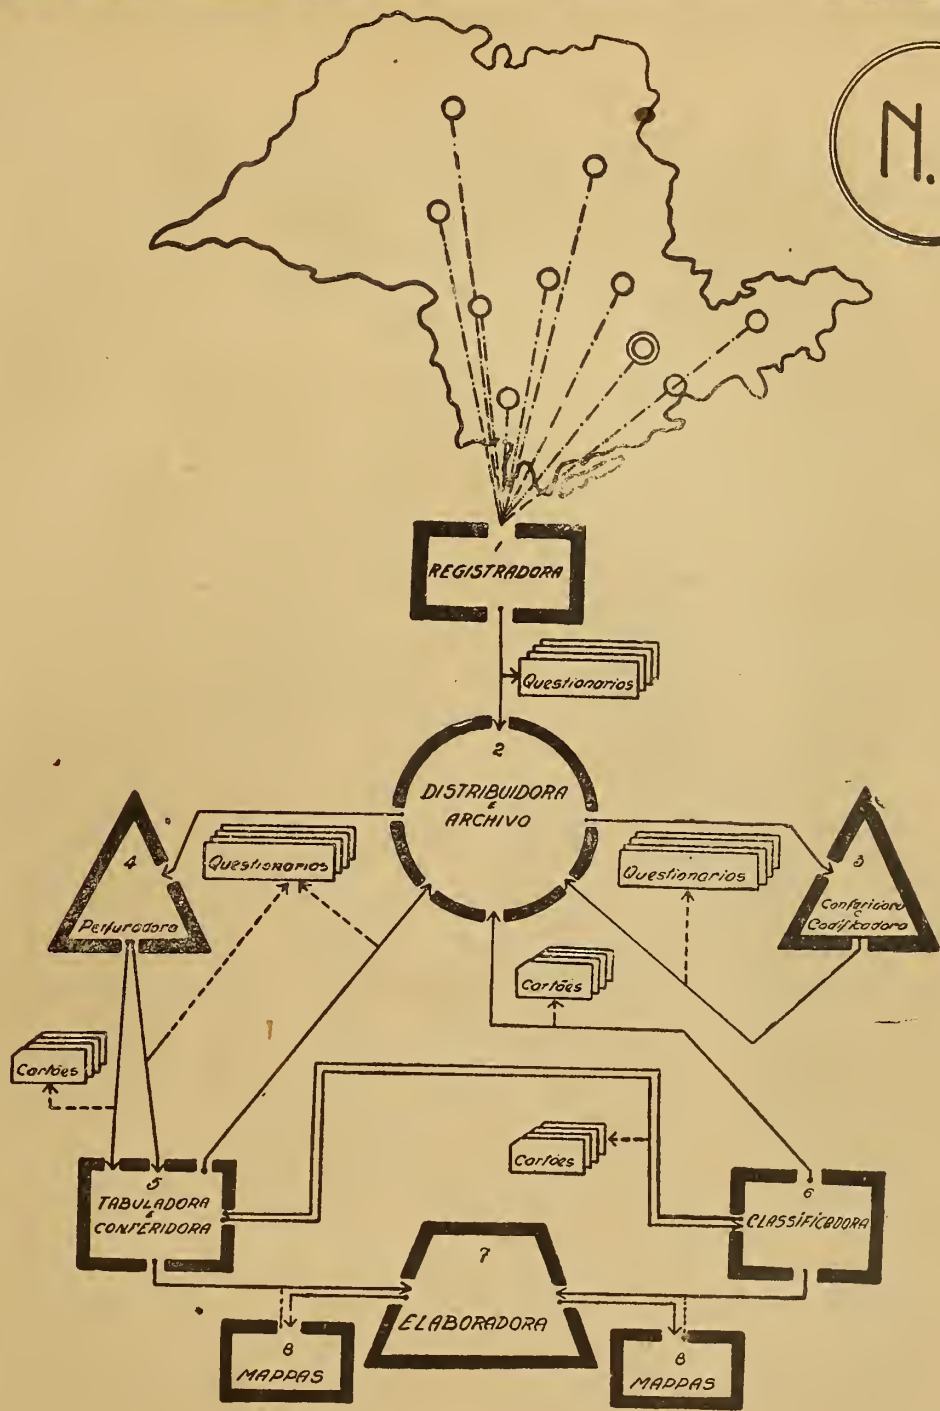 N.
1
REGISTRADORA
Questionarios
2
DISTRIBUIDORA
E
ARCHIVO
4
Perfuradora
Questionarios
Questionarios
3
Conferidora
e
Codificadora
Cartões
Cartões
5
TABULADORA
E
CONFERIDORA
Cartões
6
CLASSIFICADORA
7
ELABORADORA
8
MAPPAS
8
MAPPAS